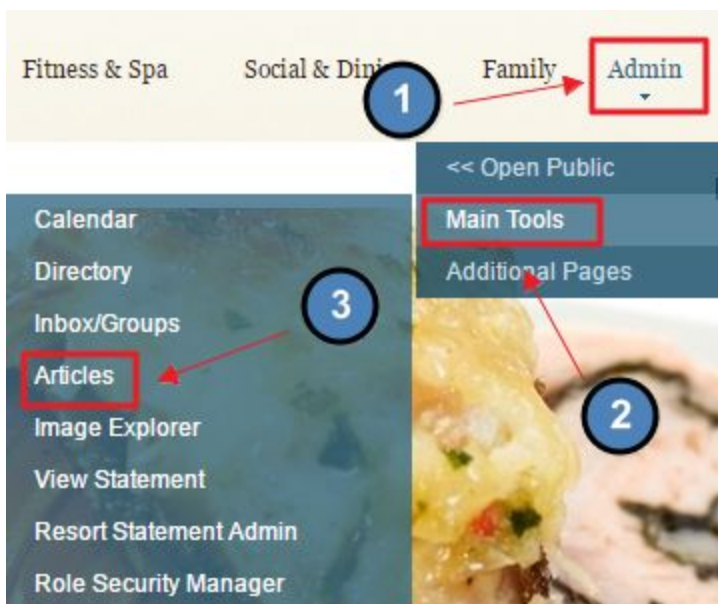 Fitness & Spa Social & Dining Family Admin
1
<< Open Public
Main Tools
Additional Pages
Calendar
Directory
Inbox/Groups
Articles
Image Explorer
View Statement
Resort Statement Admin
Role Security Manager
3
2